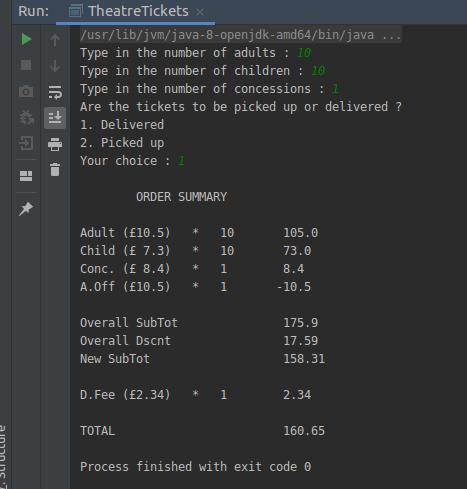 Run: TheatreTickets ×
/usr/lib/jvm/java-8-openjdk-amd64/bin/java ...
Type in the number of adults : 10
Type in the number of children : 10
Type in the number of concessions : 1
Are the tickets to be picked up or delivered ?
1. Delivered
2. Picked up
Your choice : 1
ORDER SUMMARY
Adult (£10.5) * 10 105.0
Child (£ 7.3) * 10 73.0
Conc. (£ 8.4) * 1 8.4
A.Off (£10.5) * 1 -10.5
Overall SubTot 175.9
Overall Dscnt 17.59
New SubTot 158.31
D.Fee (£2.34) * 1 2.34
TOTAL 160.65
Process finished with exit code 0
Structure